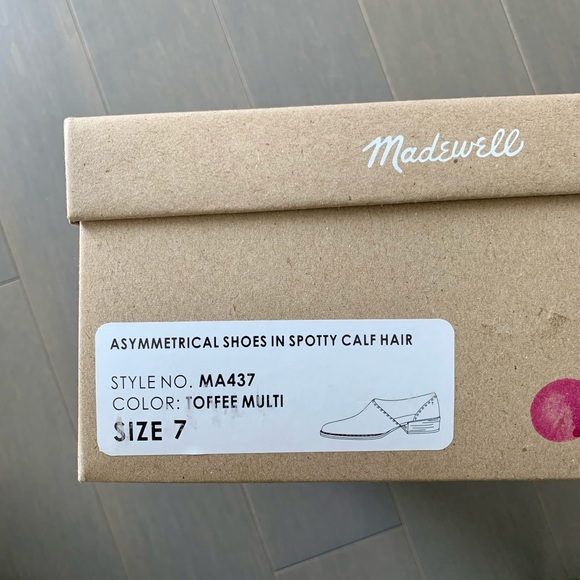 Madewell
ASYMMETRICAL SHOES IN SPOTTY CALF HAIR
STYLE NO. MA437
COLOR: TOFFEE MULTI
SIZE 7